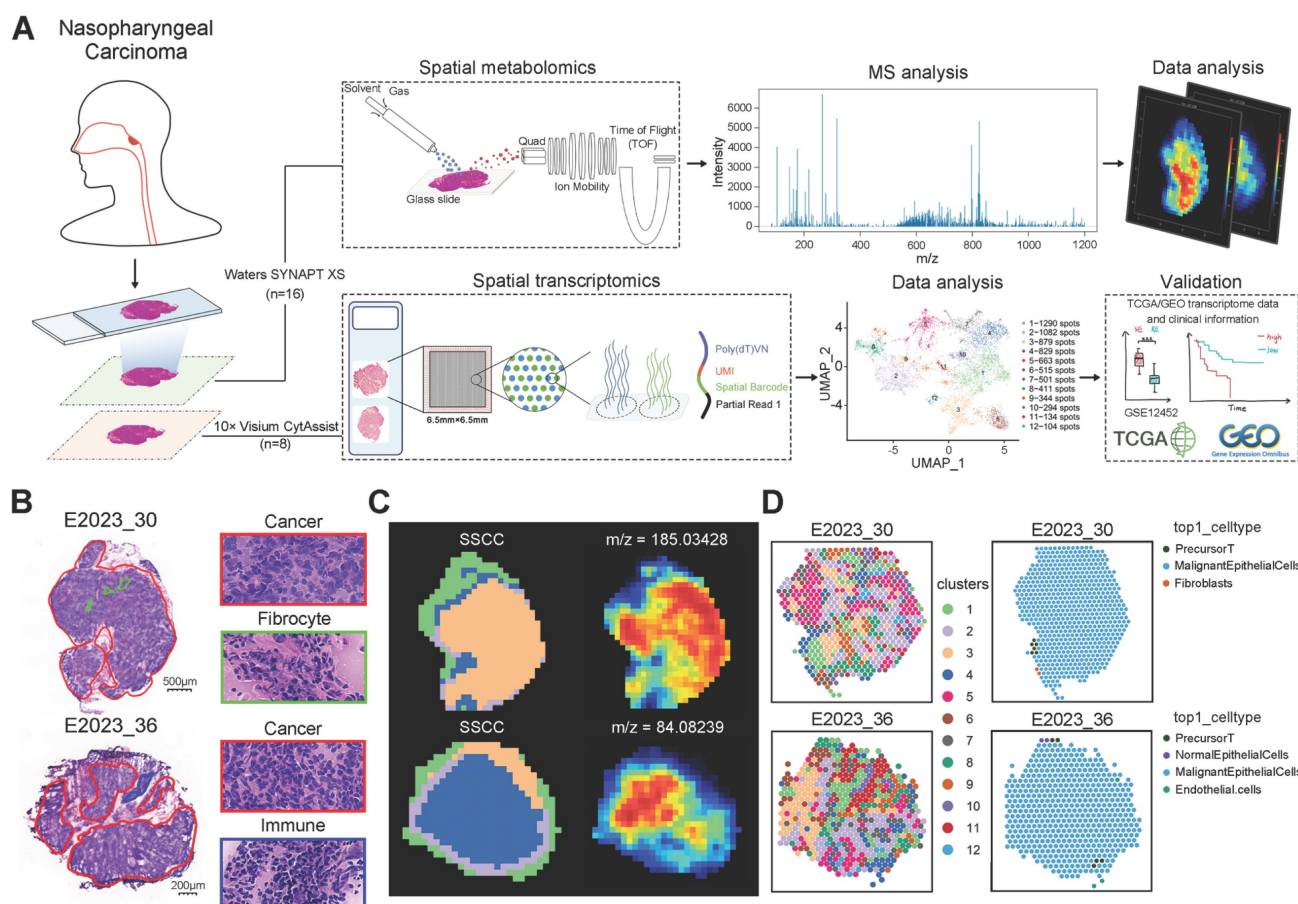 A
Nasopharyngeal
Carcinoma
Spatial metabolomics
Solvent
Gas
Quad
Time of Flight
(TOF)
Ion Mobility
Glass slide
MS analysis
Intensity
6000
5000
4000
3000
2000
1000
0
200
400
600
800
1000
1200
m/z
Data analysis
Waters SYNAPT XS
(n=16)
10× Visium CytAssist
(n=8)
Spatial transcriptomics
6.5mm×6.5mm
Poly(dT)VN
UMI
Spatial Barcode
Partial Read 1
Data analysis
UMAP_2
4
0
-4
-5
0
5
UMAP_1
1-1290 spots
2-1082 spots
3-879 spots
4-829 spots
5-663 spots
6-515 spots
7-501 spots
8-411 spots
9-344 spots
10-294 spots
11-134 spots
12-104 spots
Validation
TCGA/GEO transcriptome data
and clinical information
high
low
Time
GSE12452
TCGA
GEO
Gene Expression Omnibus
B
E2023_30
500μm
Cancer
Fibrocyte
E2023_36
200μm
Cancer
Immune
C
SSCC
m/z = 185.03428
SSCC
m/z = 84.08239
D
E2023_30
E2023_36
clusters
1
2
3
4
5
6
7
8
9
10
11
12
E2023_30
top1_celltype
PrecursorT
MalignantEpithelialCells
Fibroblasts
E2023_36
top1_celltype
PrecursorT
NormalEpithelialCells
MalignantEpithelialCells
Endothelial.cells